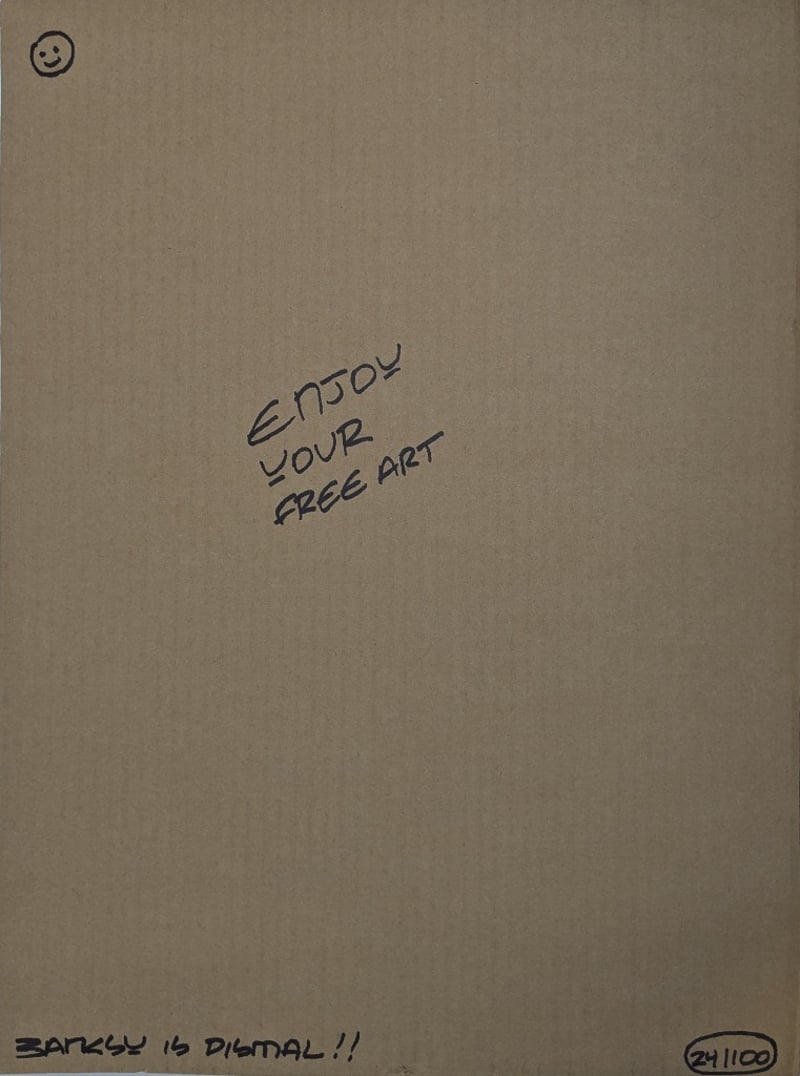 ENJOY
YOUR
FREE ART
BANKSY IS DISMAL!!
24/100